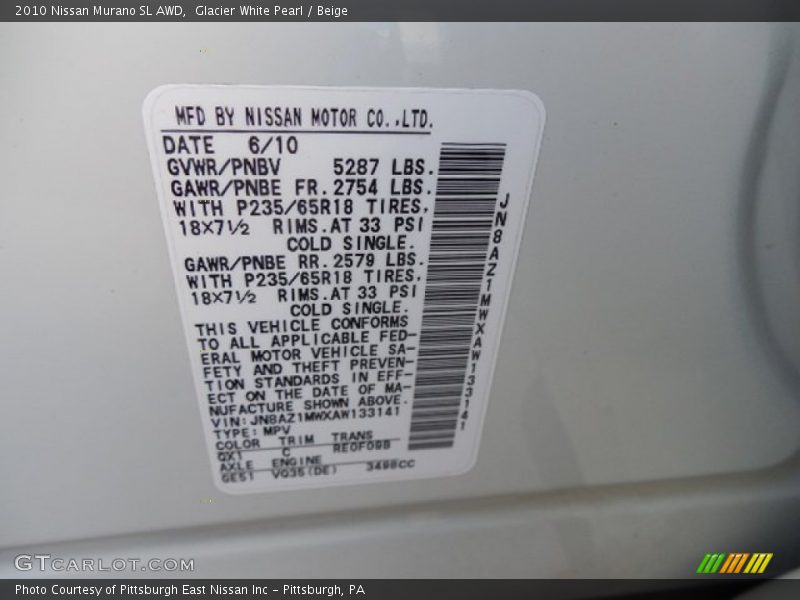 2010 Nissan Murano SL AWD,  Glacier White Pearl / Beige
MFD BY NISSAN MOTOR CO.,LTD.
DATE 6/10
GVWR/PNBV 5287 LBS.
GAWR/PNBE FR. 2754 LBS.
WITH P235/65R18 TIRES,
18X7½ RIMS.AT 33 PSI
COLD SINGLE.
GAWR/PNBE RR. 2579 LBS.
WITH P235/65R18 TIRES,
18X7½ RIMS.AT 33 PSI
COLD SINGLE.
THIS VEHICLE CONFORMS
TO ALL APPLICABLE FED-
ERAL MOTOR VEHICLE SA-
FETY AND THEFT PREVEN-
TION STANDARDS IN EFF-
ECT ON THE DATE OF MA-
NUFACTURE SHOWN ABOVE.
VIN:JN8AZ1MWXAW133141
TYPE: MPV
COLOR TRIM TRANS
QX1 C RE0F09B
AXLE ENGINE
GE51 VQ35(DE) 3498CC
JN8AZ1MWXAW133141
GTCARLOT.COM
Photo Courtesy of Pittsburgh East Nissan Inc - Pittsburgh, PA